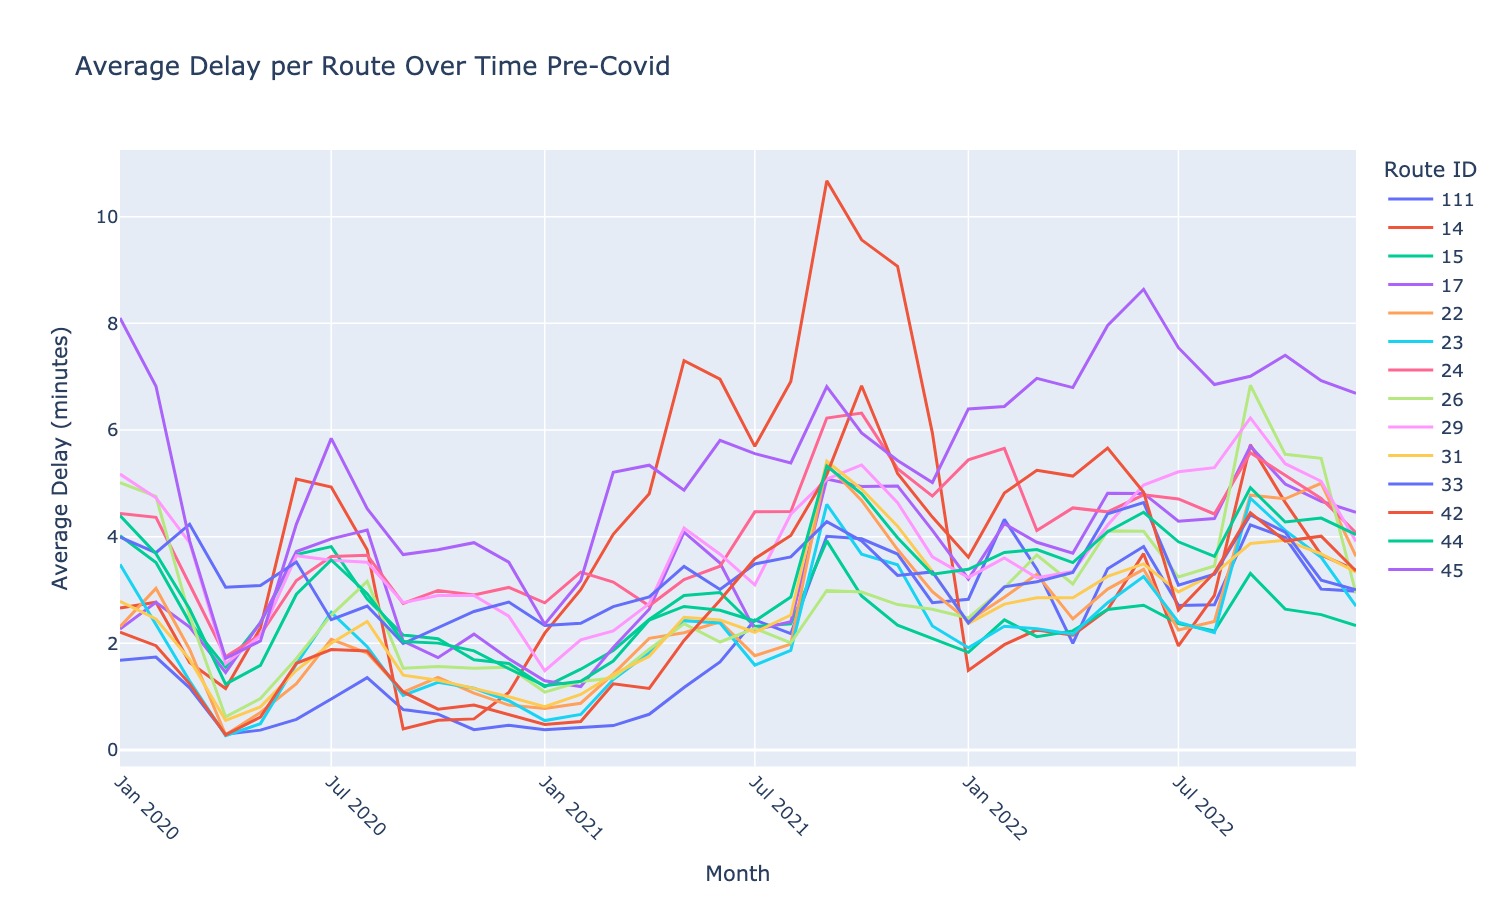 Average Delay per Route Over Time Pre-Covid
Route ID
111
14
15
17
22
23
24
26
29
31
33
42
44
45
Average Delay (minutes)
10
8
6
4
2
0
Jan 2020
Jul 2020
Jan 2021
Jul 2021
Jan 2022
Jul 2022
Month